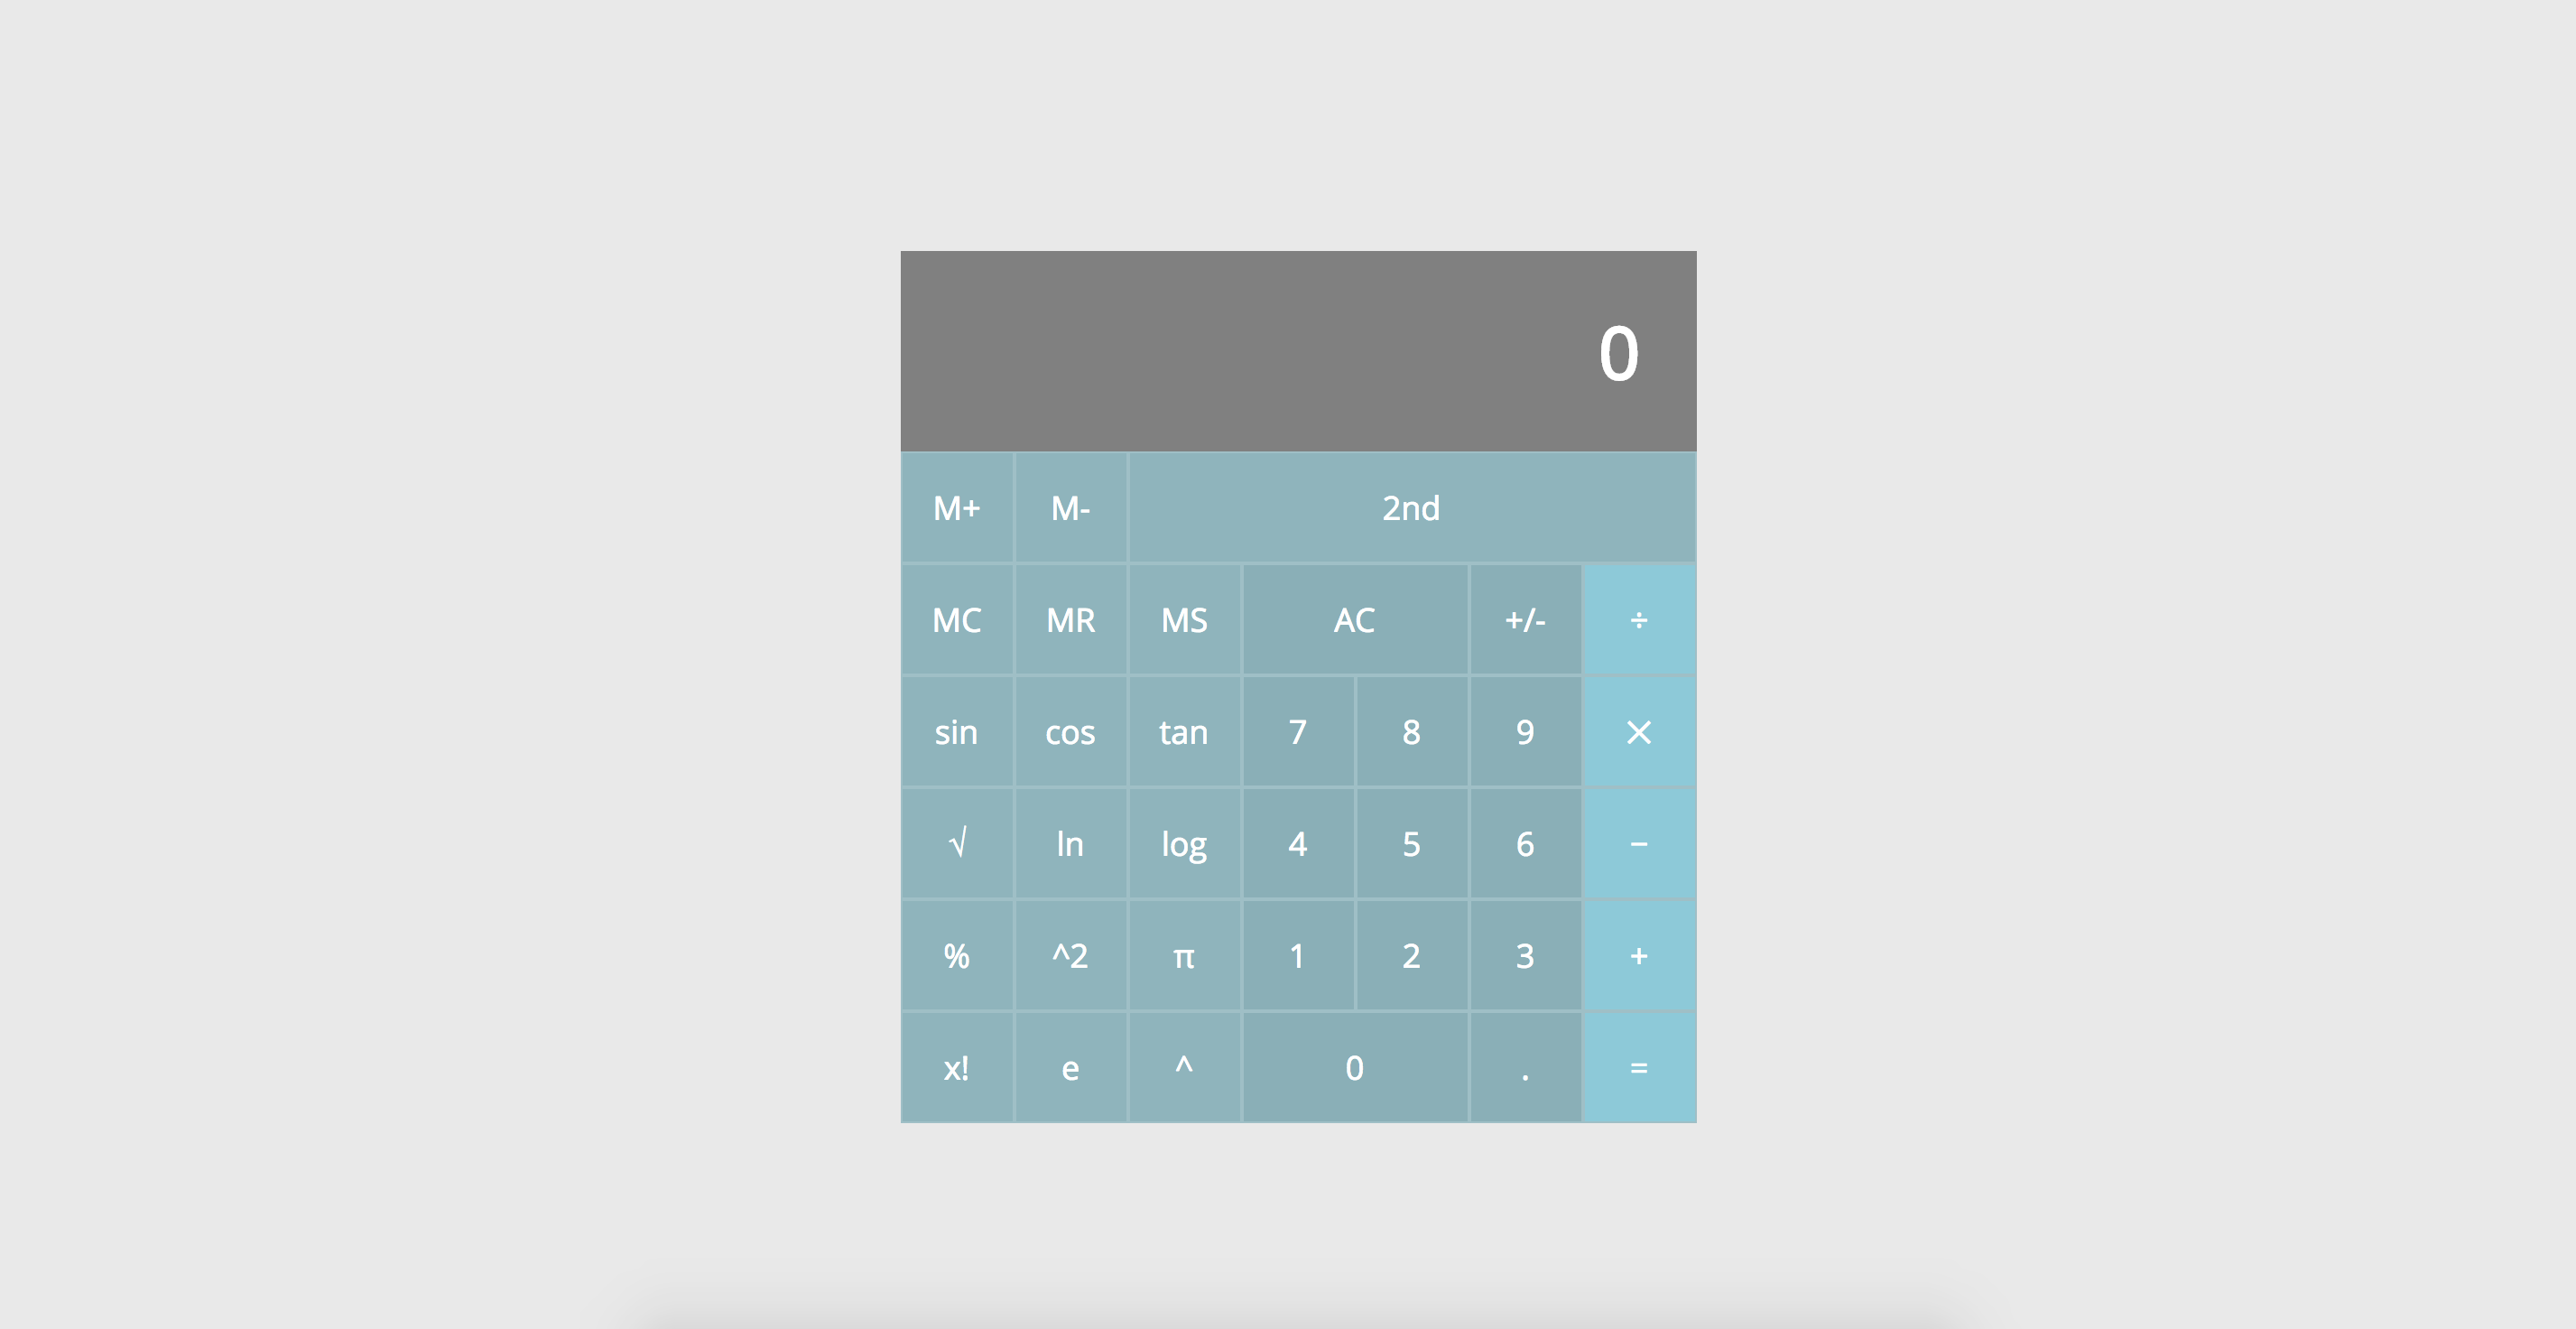 0
M+ M- 2nd
MC MR MS AC +/- ÷
sin cos tan 7 8 9 ×
√ ln log 4 5 6 −
% ^2 π 1 2 3 +
x! e ^ 0 . =